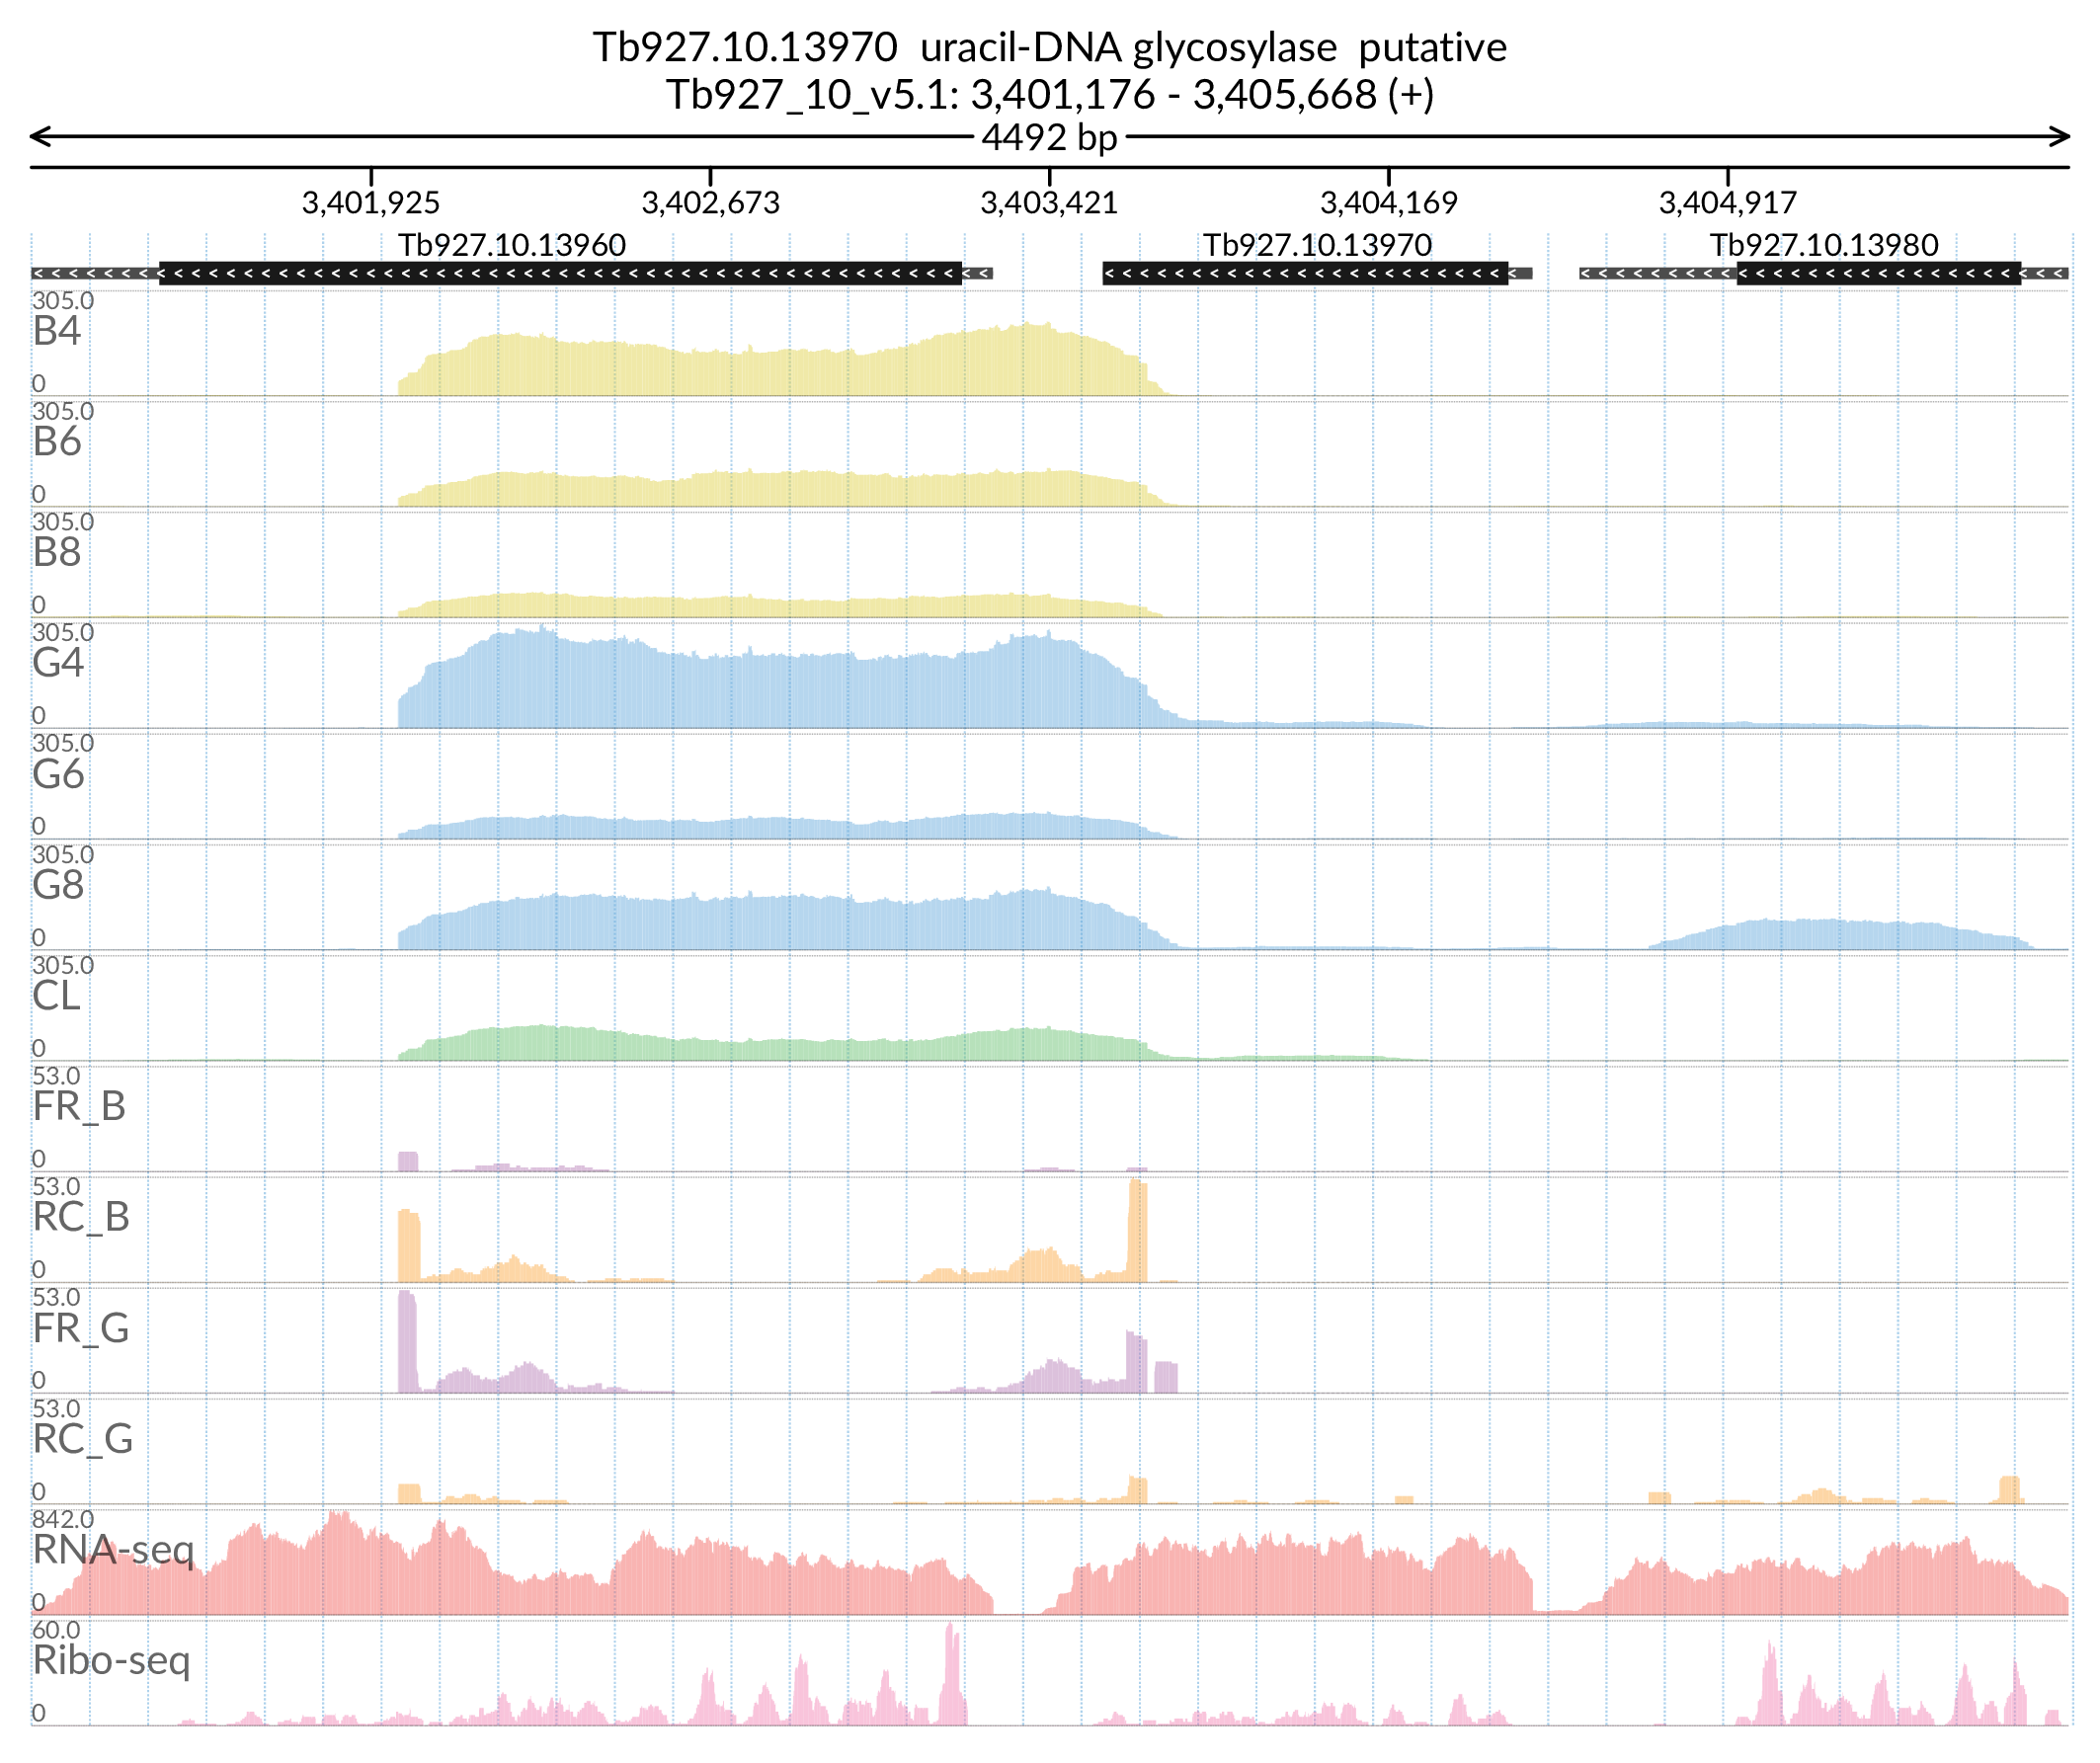 Tb927.10.13970  uracil-DNA glycosylase  putative
Tb927_10_v5.1: 3,401,176 - 3,405,668 (+)
4492 bp
3,401,925 3,402,673 3,403,421 3,404,169 3,404,917
Tb927.10.13960 Tb927.10.13970 Tb927.10.13980
305.0
B4
0
305.0
B6
0
305.0
B8
0
305.0
G4
0
305.0
G6
0
305.0
G8
0
305.0
CL
0
53.0
FR_B
0
53.0
RC_B
0
53.0
FR_G
0
53.0
RC_G
0
842.0
RNA-seq
0
60.0
Ribo-seq
0